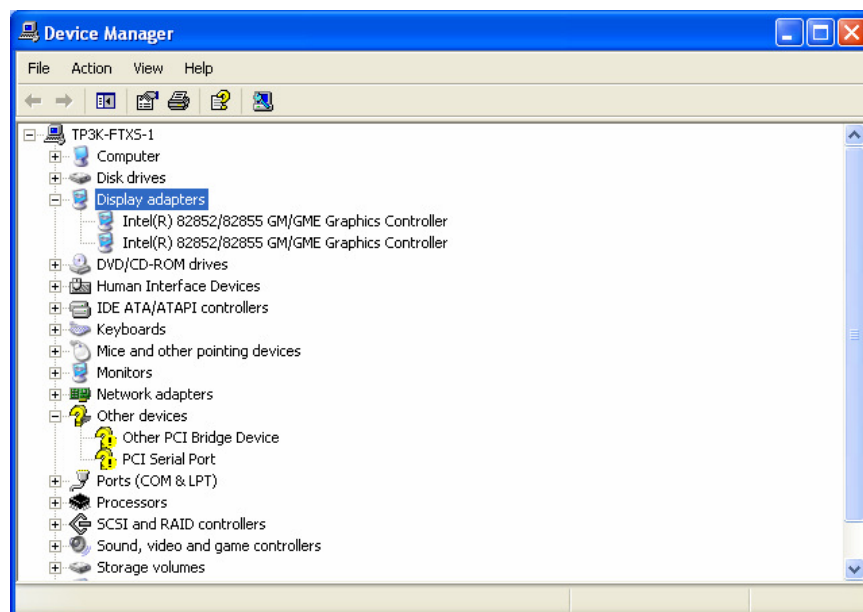 Device Manager
File Action View Help
TP3K-FTXS-1
Computer
Disk drives
Display adapters
Intel(R) 82852/82855 GM/GME Graphics Controller
Intel(R) 82852/82855 GM/GME Graphics Controller
DVD/CD-ROM drives
Human Interface Devices
IDE ATA/ATAPI controllers
Keyboards
Mice and other pointing devices
Monitors
Network adapters
Other devices
Other PCI Bridge Device
PCI Serial Port
Ports (COM & LPT)
Processors
SCSI and RAID controllers
Sound, video and game controllers
Storage volumes